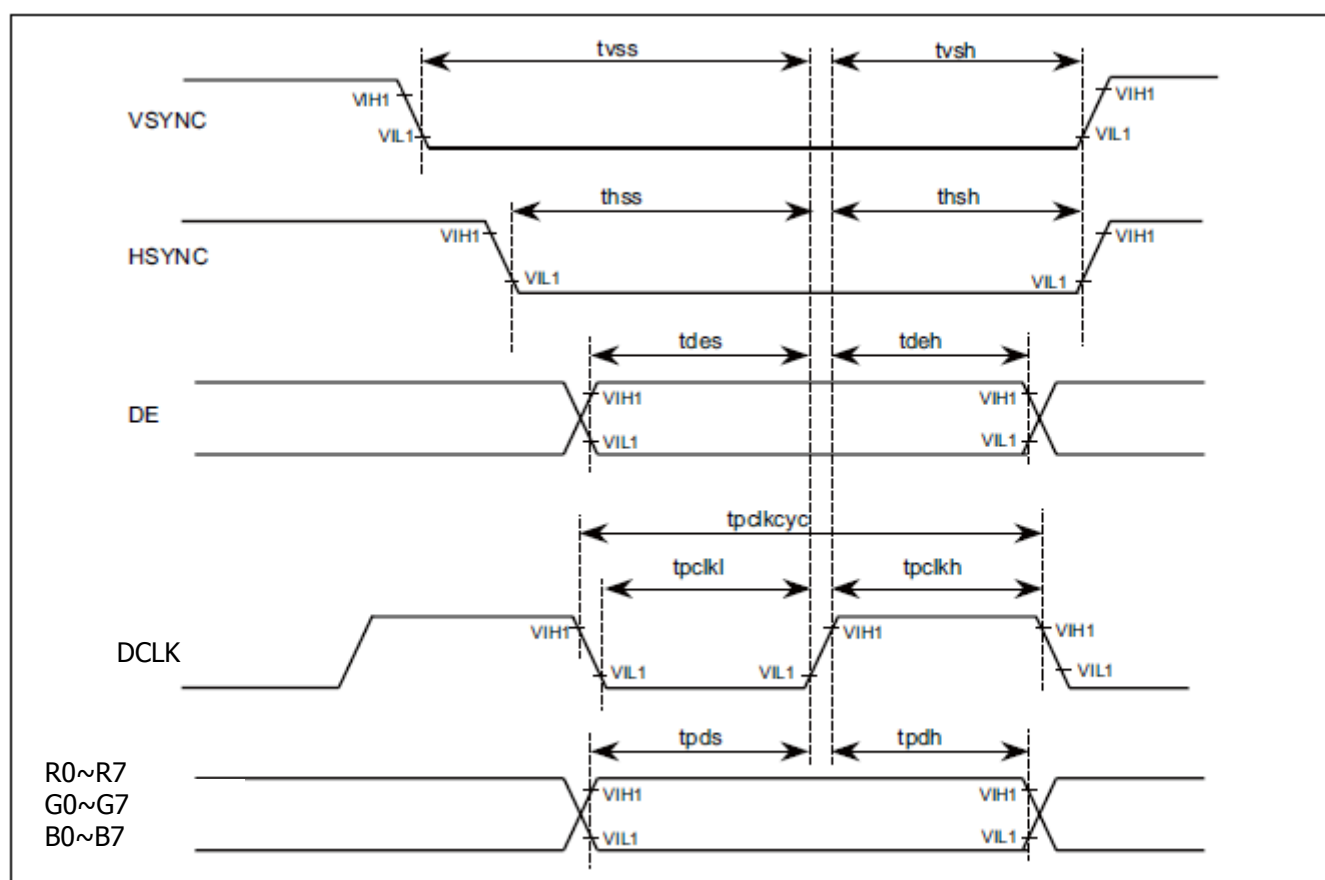 tvss
tvsh
VIH1
VIH1
VSYNC
VIL1
VIL1
thss
thsh
VIH1
VIH1
HSYNC
VIL1
VIL1
tdes
tdeh
VIH1
VIH1
DE
VIL1
VIL1
tpclkcyc
tpclkl
tpclkh
VIH1
VIH1
VIH1
DCLK
VIL1
VIL1
VIL1
tpds
tpdh
R0~R7
VIH1
VIH1
G0~G7
B0~B7
VIL1
VIL1